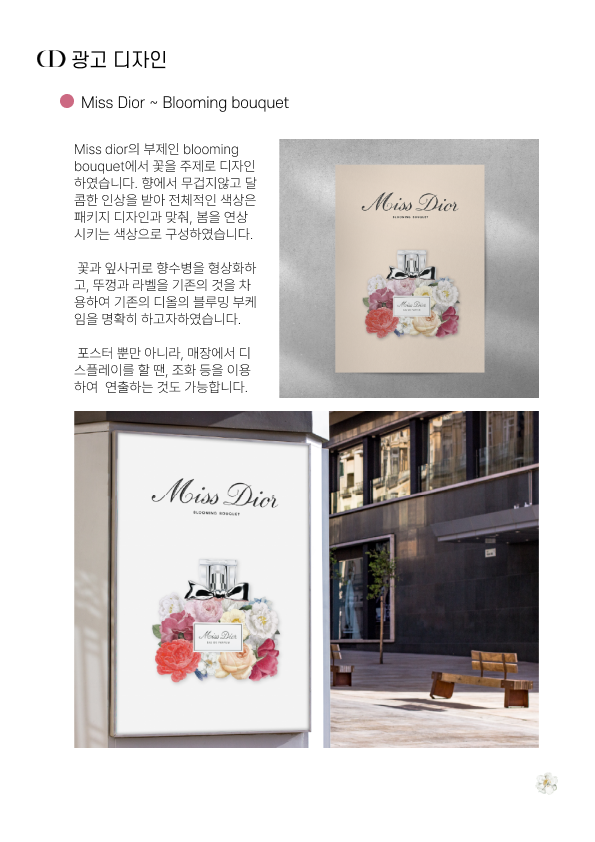 CD 광고 디자인
Miss Dior ~ Blooming bouquet
Miss dior의 부제인 blooming
bouquet에서 꽃을 주제로 디자인
하였습니다. 향에서 무겁지않고 달
콤한 인상을 받아 전체적인 색상은
패키지 디자인과 맞춰, 봄을 연상
시키는 색상으로 구성하였습니다.
꽃과 잎사귀로 향수병을 형상화하
고, 뚜껑과 라벨을 기존의 것을 차
용하여 기존의 디올의 블루밍 부케
임을 명확히 하고자하였습니다.
포스터 뿐만 아니라, 매장에서 디
스플레이를 할 땐, 조화 등을 이용
하여 연출하는 것도 가능합니다.
Miss Dior
BLOOMING BOUQUET
Miss Dior
Miss Dior
BLOOMING BOUQUET
Miss Dior
EAU DE PARFUM